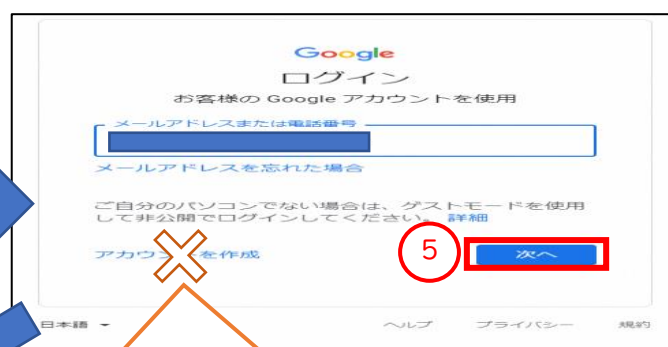 Google
ログイン
お客様の Google アカウントを使用
メールアドレスまたは電話番号
メールアドレスを忘れた場合
ご自分のパソコンでない場合は、ゲストモードを使用
して非公開でログインしてください。 詳細
アカウントを作成
5
次へ
日本語
ヘルプ プライバシー 規約